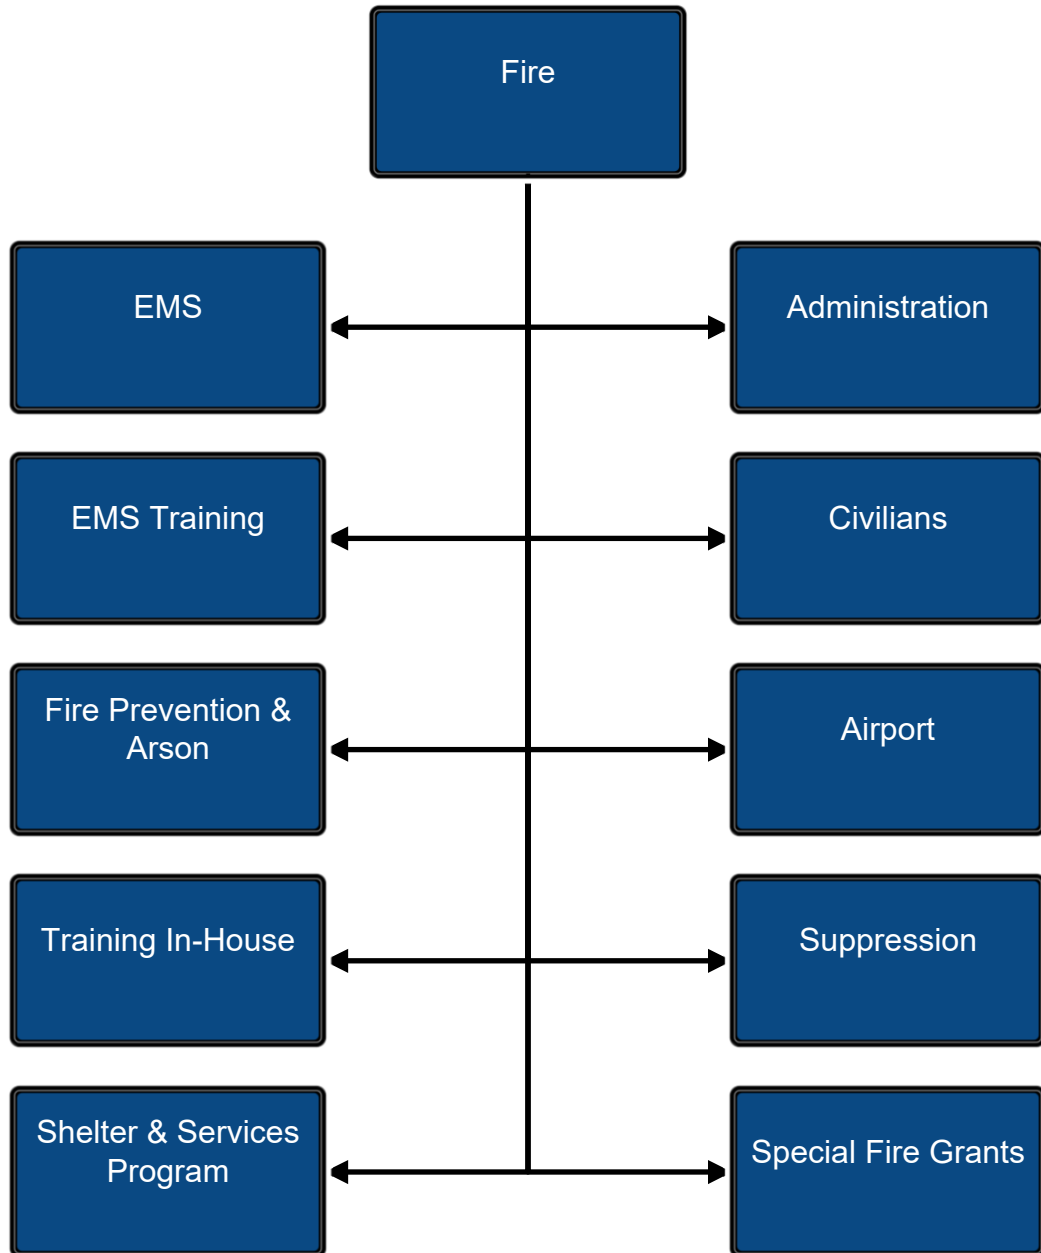 Fire
EMS
Administration
EMS Training
Civilians
Fire Prevention &
Arson
Airport
Training In-House
Suppression
Shelter & Services
Program
Special Fire Grants